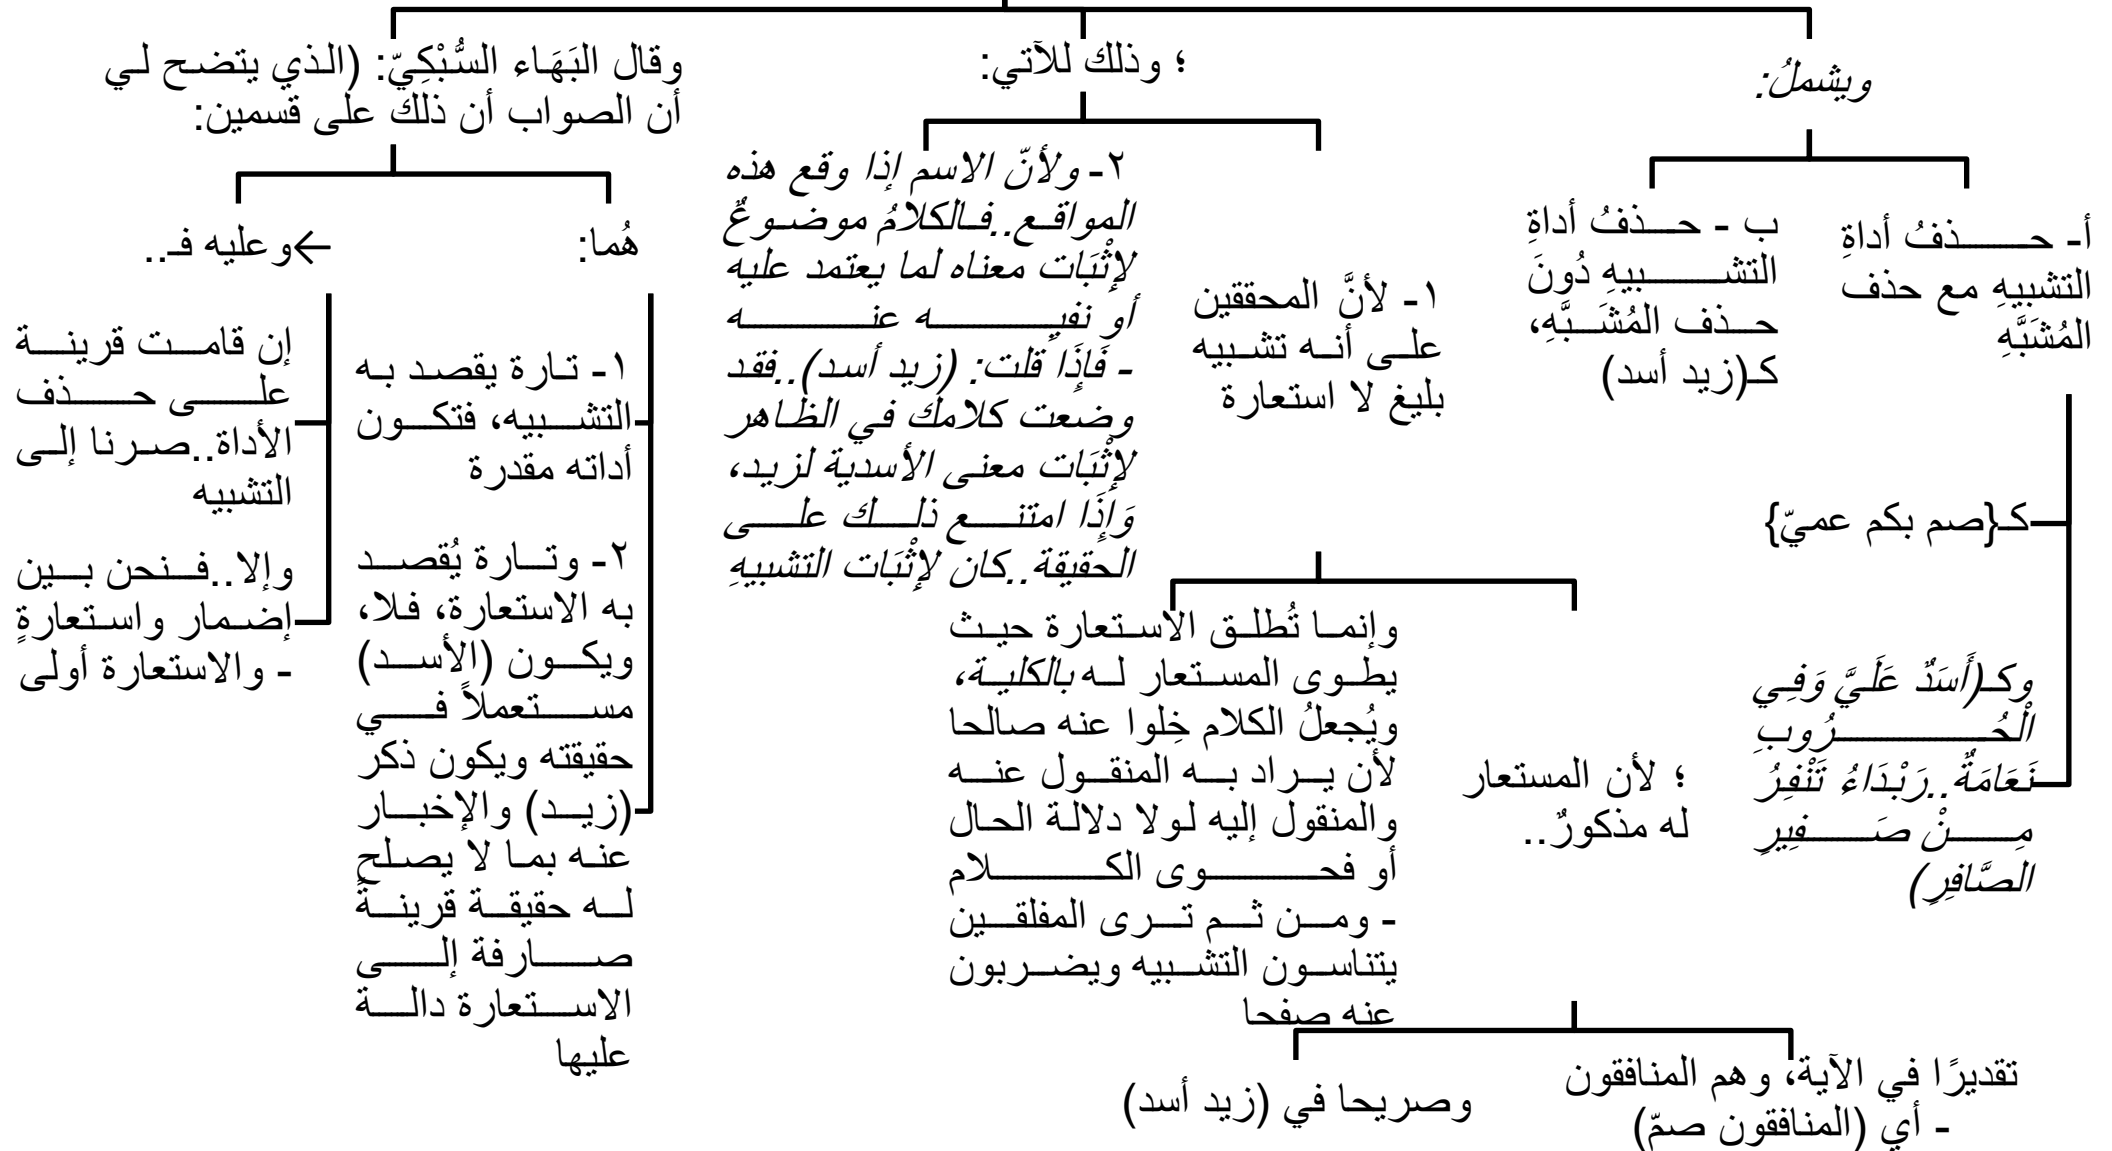 ويشملُ:
أ- حذفُ أداةِ
التشبيهِ مع حذف
المُشَبَّهِ
كـ{صم بكم عميّ}
وكـ(أَسَدٌ عَلَيَّ وَفِي
الْحُرُوبِ
نَعَامَةٌ..رَبْدَاءُ تَنْفِرُ
مِنْ صَفِيرِ
الصَّافِرِ)
ب - حذفُ أداةِ
التشبيهِ دُونَ
حذف المُشَبَّهِ،
كـ(زيد أسد)
؛ وذلك للآتي:
١- لأنَّ المحققين
على أنه تشبيه
بليغ لا استعارة
؛ لأن المستعار
له مذكورٌ..
تقديرًا في الآية، وهم المنافقون
- أي (المنافقون صمّ)
وصريحا في (زيد أسد)
وإنما تُطلق الاستعارة حيث
يطوى المستعار له بالكلية،
ويُجعلُ الكلام خِلوا عنه صالحا
لأن يراد به المنقول عنه
والمنقول إليه لولا دلالة الحال
أو فحوى الكلام
- ومن ثم ترى المفلقين
يتناسون التشبيه ويضربون
عنه صفحا
٢- ولأنّ الاسم إذا وقع هذه
المواقع..فالكلامُ موضوعٌ
لإثْبَات معناه لما يعتمد عليه
أو نفيه عنه
- فَإِذَا قلت: (زيد أسد)..فقد
وضعت كلامك في الظاهر
لإثْبَات معنى الأسدية لزيد،
وَإِذَا امتنع ذلك على
الحقيقة..كان لإثْبَات التشبيهِ
وقال البَهَاء السُّبْكِيّ: (الذي يتضح لي
أن الصواب أن ذلك على قسمين:
هُما:
١- تارة يقصد به
التشبيه، فتكون
أداته مقدرة
٢- وتارة يُقصد
به الاستعارة، فلا،
ويكون (الأسد)
مستعملاً في
حقيقته ويكون ذكر
(زيد) والإخبار
عنه بما لا يصلح
له حقيقة قرينةً
صارفة إلى
الاستعارة دالة
عليها
←وعليه فـ..
إن قامت قرينة
على حذف
الأداة..صرنا إلى
التشبيه
وإلا..فنحن بين
إضمار واستعارةٍ
- والاستعارة أولى